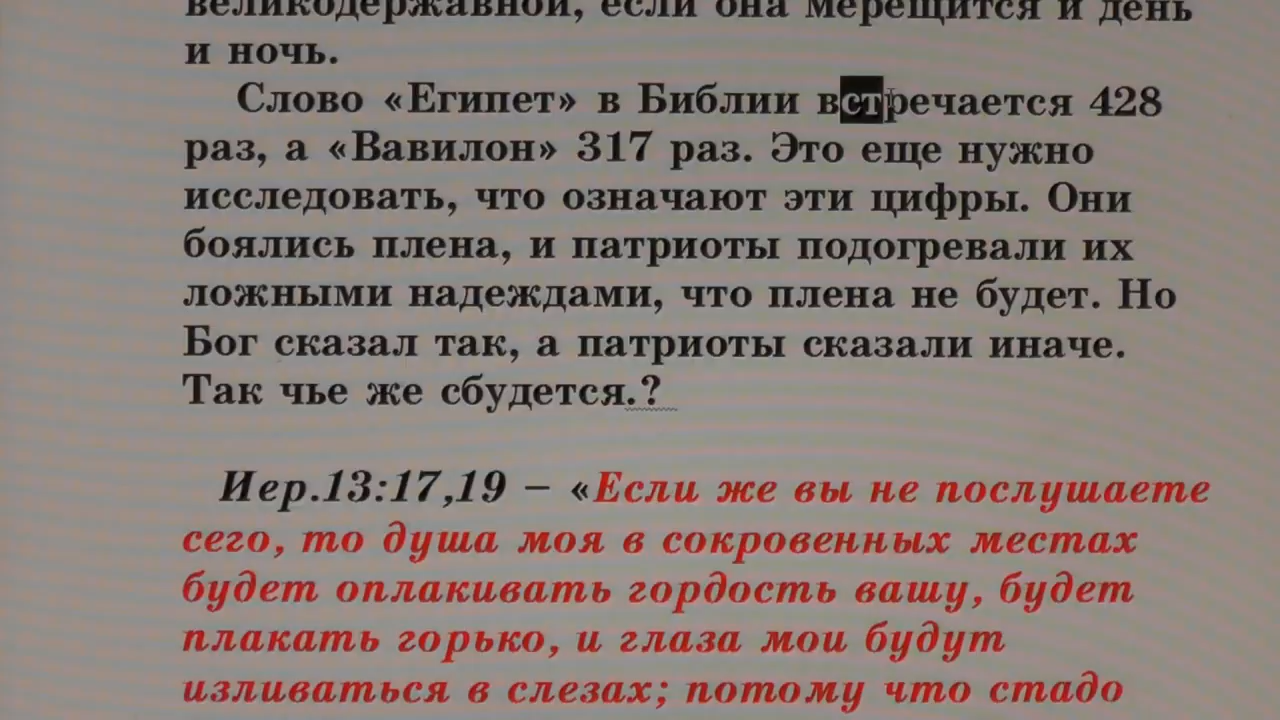 великодержавной, если она мерещится и день
и ночь.
Слово «Египет» в Библии встречается 428
раз, а «Вавилон» 317 раз. Это еще нужно
исследовать, что означают эти цифры. Они
боялись плена, и патриоты подогревали их
ложными надеждами, что плена не будет. Но
Бог сказал так, а патриоты сказали иначе.
Так чье же сбудется.?
Иер.13:17,19 – «Если же вы не послушаете
сего, то душа моя в сокровенных местах
будет оплакивать гордость вашу, будет
плакать горько, и глаза мои будут
изливаться в слезах; потому что стадо